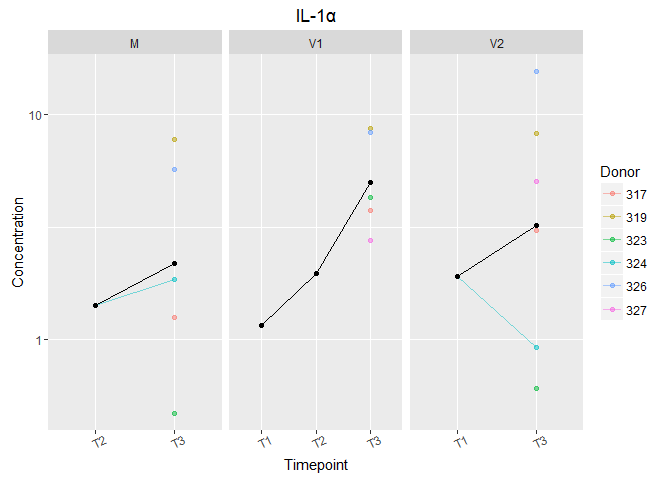 IL-1α
M V1 V2
10
1
Concentration
T2 T3 T1 T2 T3 T1 T3
Timepoint
Donor
317
319
323
324
326
327